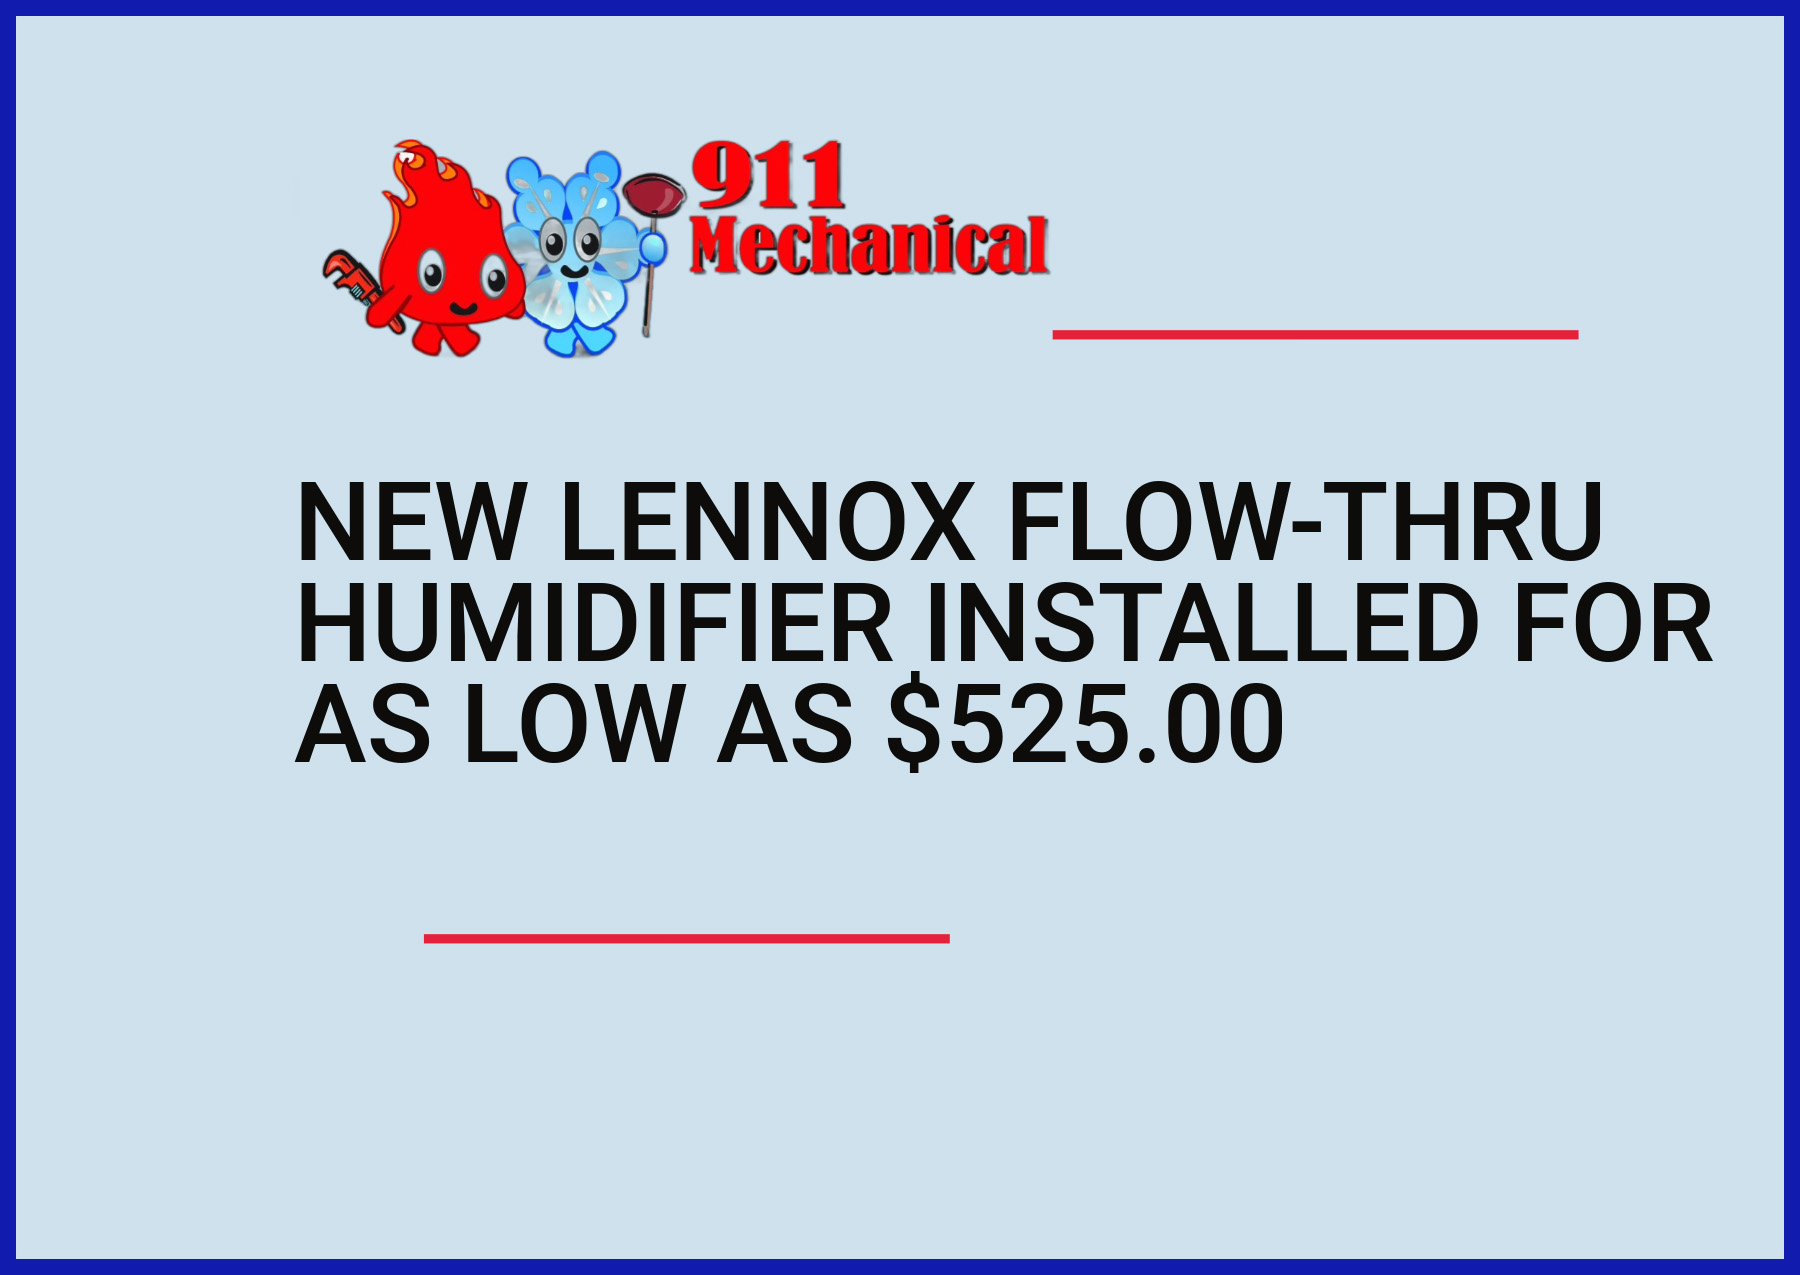 911
Mechanical
NEW LENNOX FLOW-THRU
HUMIDIFIER INSTALLED FOR
AS LOW AS $525.00